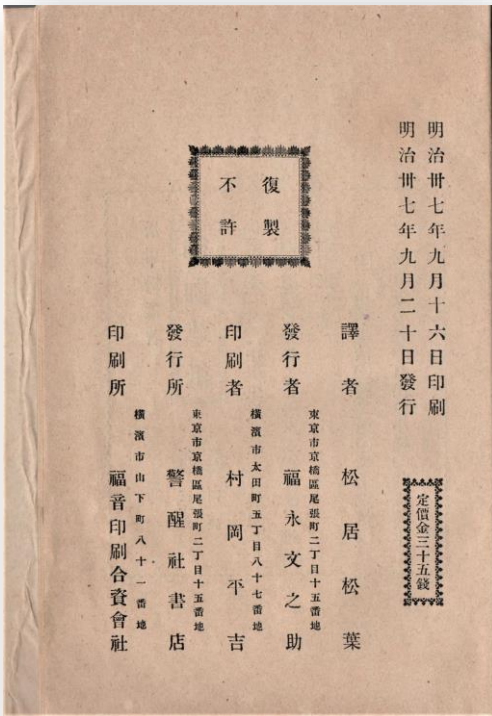 明治卅七年九月十六日印刷
明治卅七年九月二十日發行
定價金三十五錢
復製
不許
譯者 松居松葉
東京市京橋區尾張町二丁目十五番地
發行者 福永文之助
橫濱市太田町五丁目八十七番地
印刷者 村岡平吉
東京市京橋區尾張町二丁目十五番地
發行所 警醒社書店
橫濱市山下町八十一番地
印刷所 福音印刷合資會社